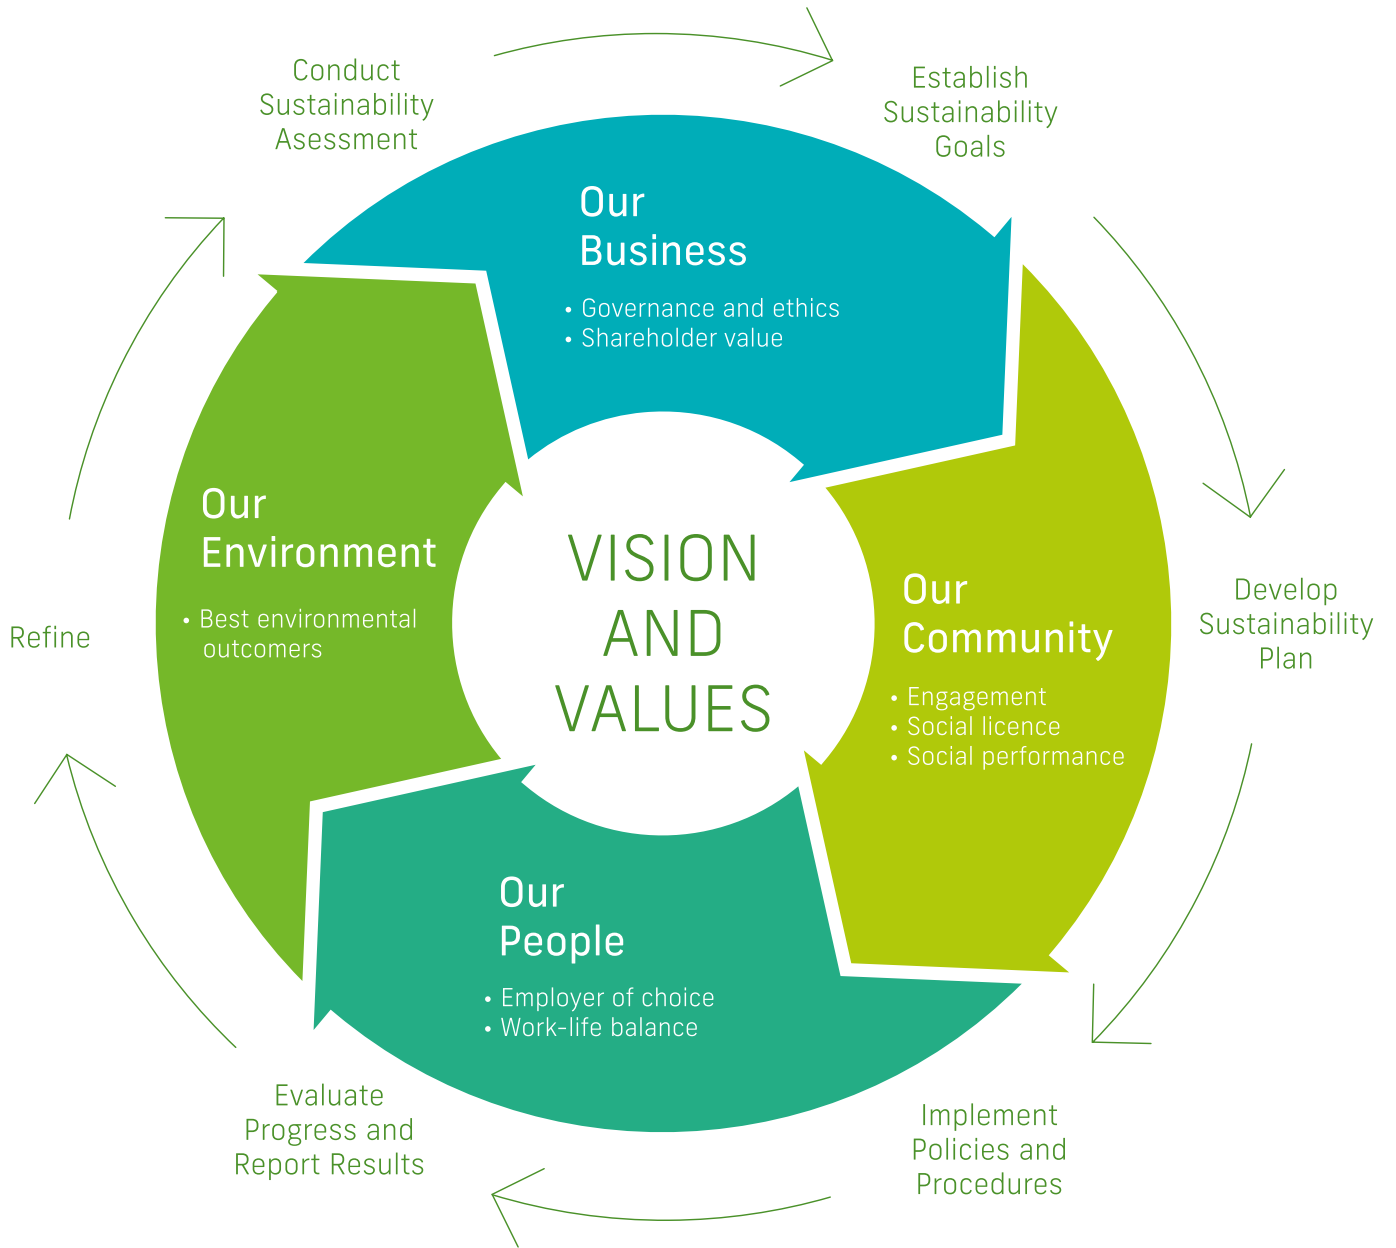 Conduct
Sustainability
Asessment
Establish
Sustainability
Goals
Our
Business
• Governance and ethics
• Shareholder value
Our
Environment
• Best environmental
outcomers
VISION
AND
VALUES
Our
Community
• Engagement
• Social licence
• Social performance
Develop
Sustainability
Plan
Refine
Our
People
• Employer of choice
• Work-life balance
Evaluate
Progress and
Report Results
Implement
Policies and
Procedures